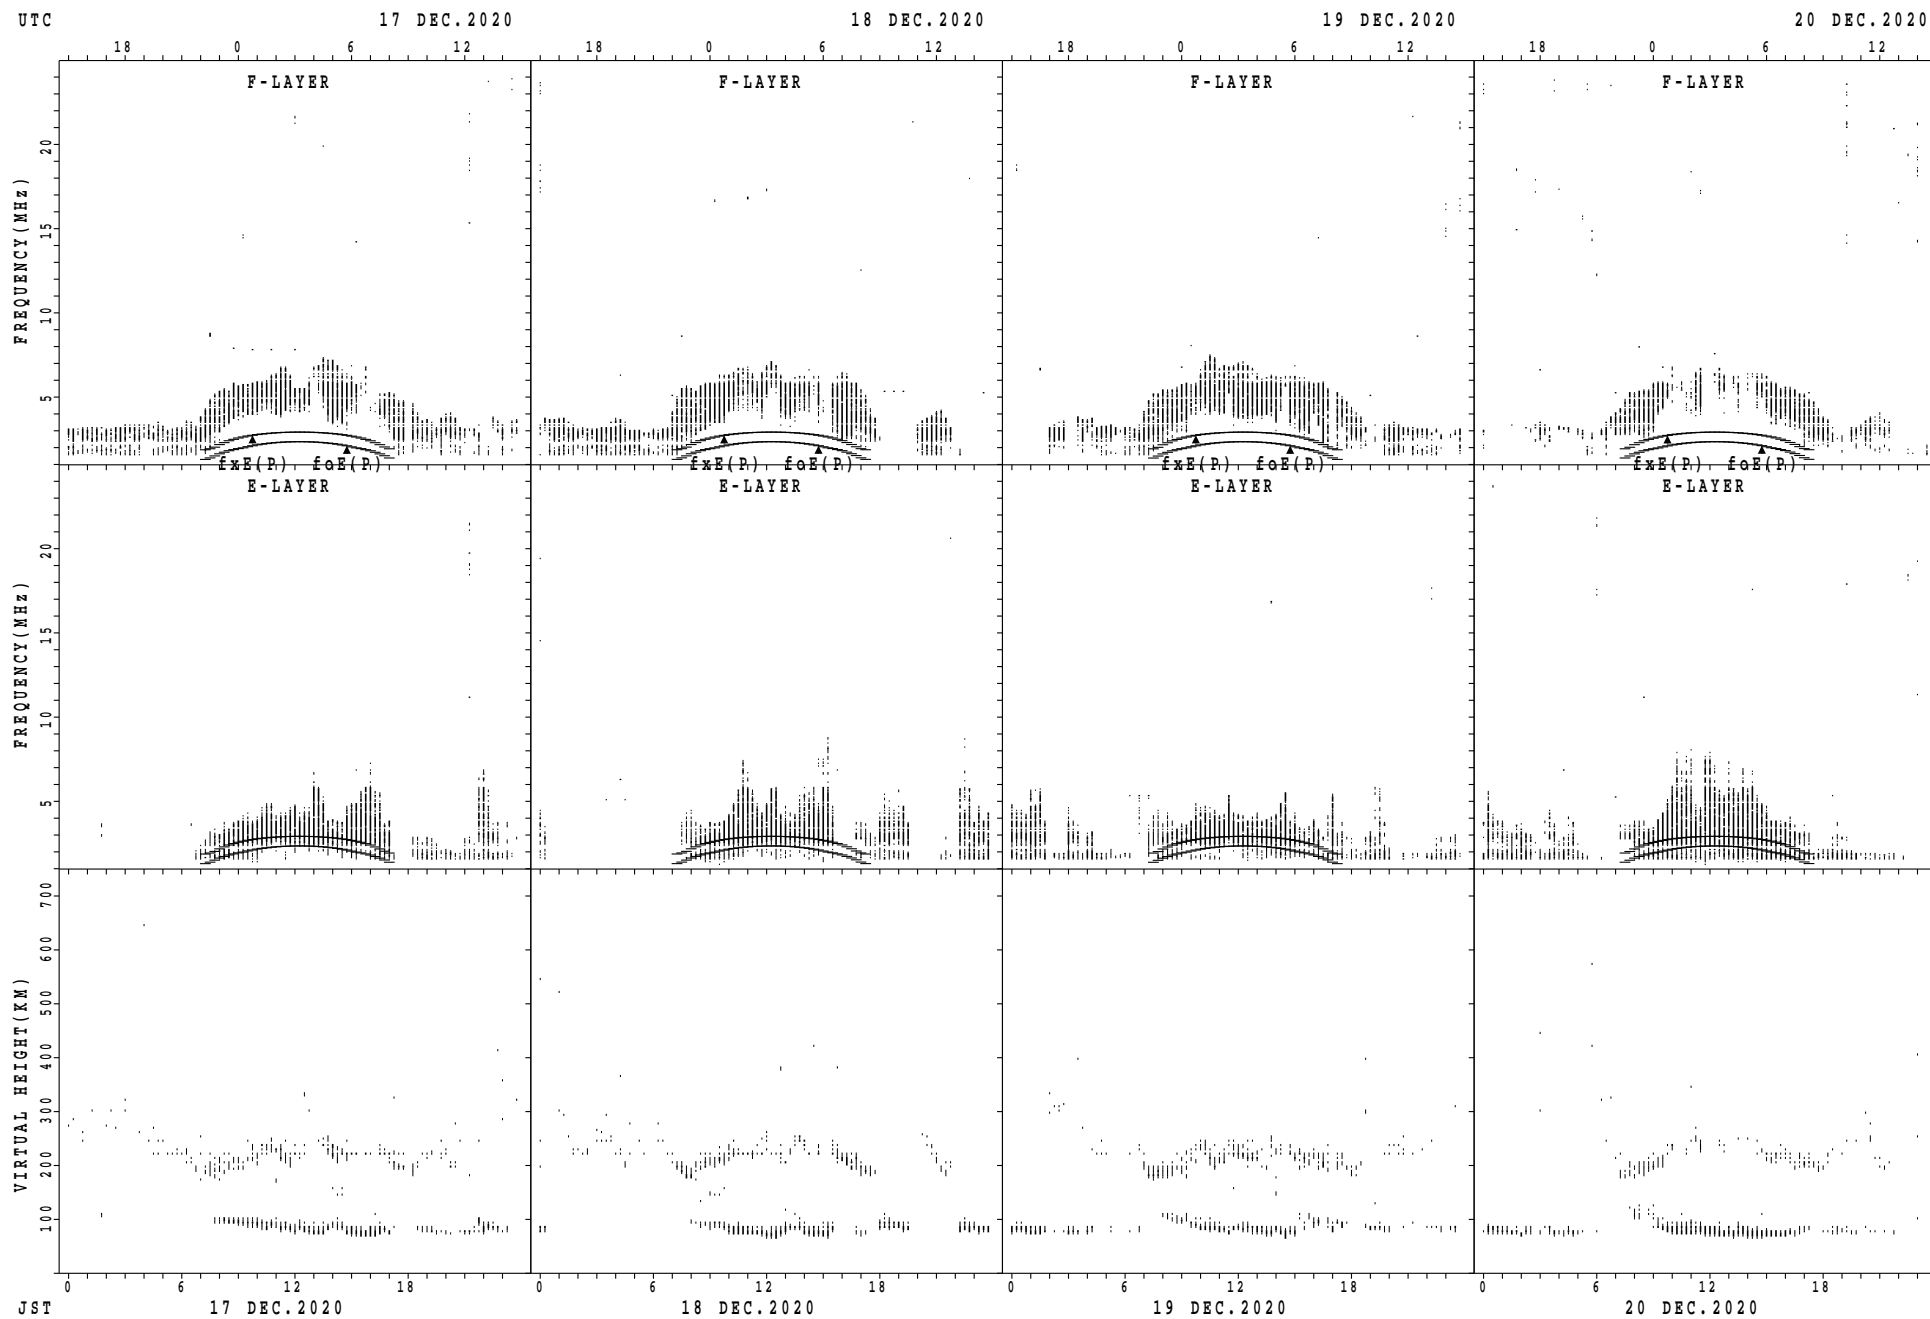 UTC 17 DEC.2020 18 DEC.2020 19 DEC.2020 20 DEC.2020
18 0 6 12 18 0 6 12 18 0 6 12 18 0 6 12
F-LAYER F-LAYER F-LAYER F-LAYER
FREQUENCY(MHz)
20
15
10
5
fxE(P) foE(P) fxE(P) foE(P) fxE(P) foE(P) fxE(P) foE(P)
E-LAYER E-LAYER E-LAYER E-LAYER
FREQUENCY(MHz)
20
15
10
5
VIRTUAL HEIGHT(KM)
700
600
500
400
300
200
100
0 6 12 18 0 6 12 18 0 6 12 18 0 6 12 18
JST 17 DEC.2020 18 DEC.2020 19 DEC.2020 20 DEC.2020